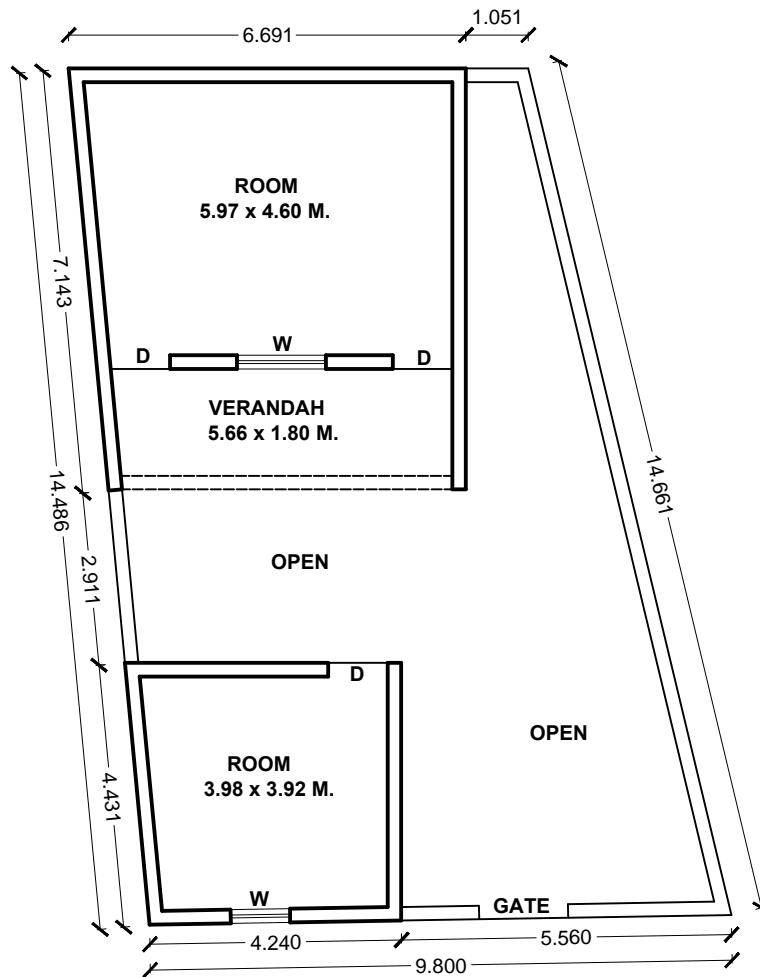 6.691
1.051
ROOM
5.97 x 4.60 M.
7.143
D
W
D
VERANDAH
5.66 x 1.80 M.
14.486
14.661
2.911
OPEN
D
OPEN
ROOM
3.98 x 3.92 M.
4.431
W
GATE
4.240
5.560
9.800